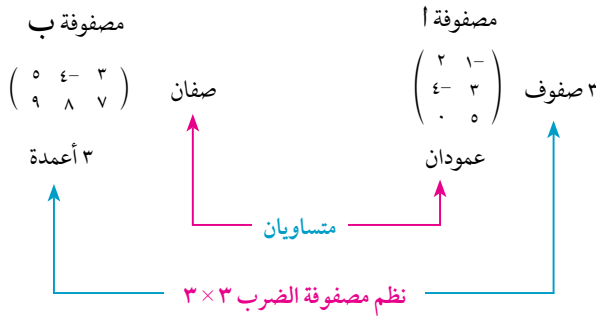 مصفوفة أ
مصفوفة ب
–١ ٢
٣ –٤
٥ ٠
٣ صفوف
عمودان
٣ –٤ ٥
٧ ٨ ٩
صفان
٣ أعمدة
متساويان
نظم مصفوفة الضرب ٣ × ٣